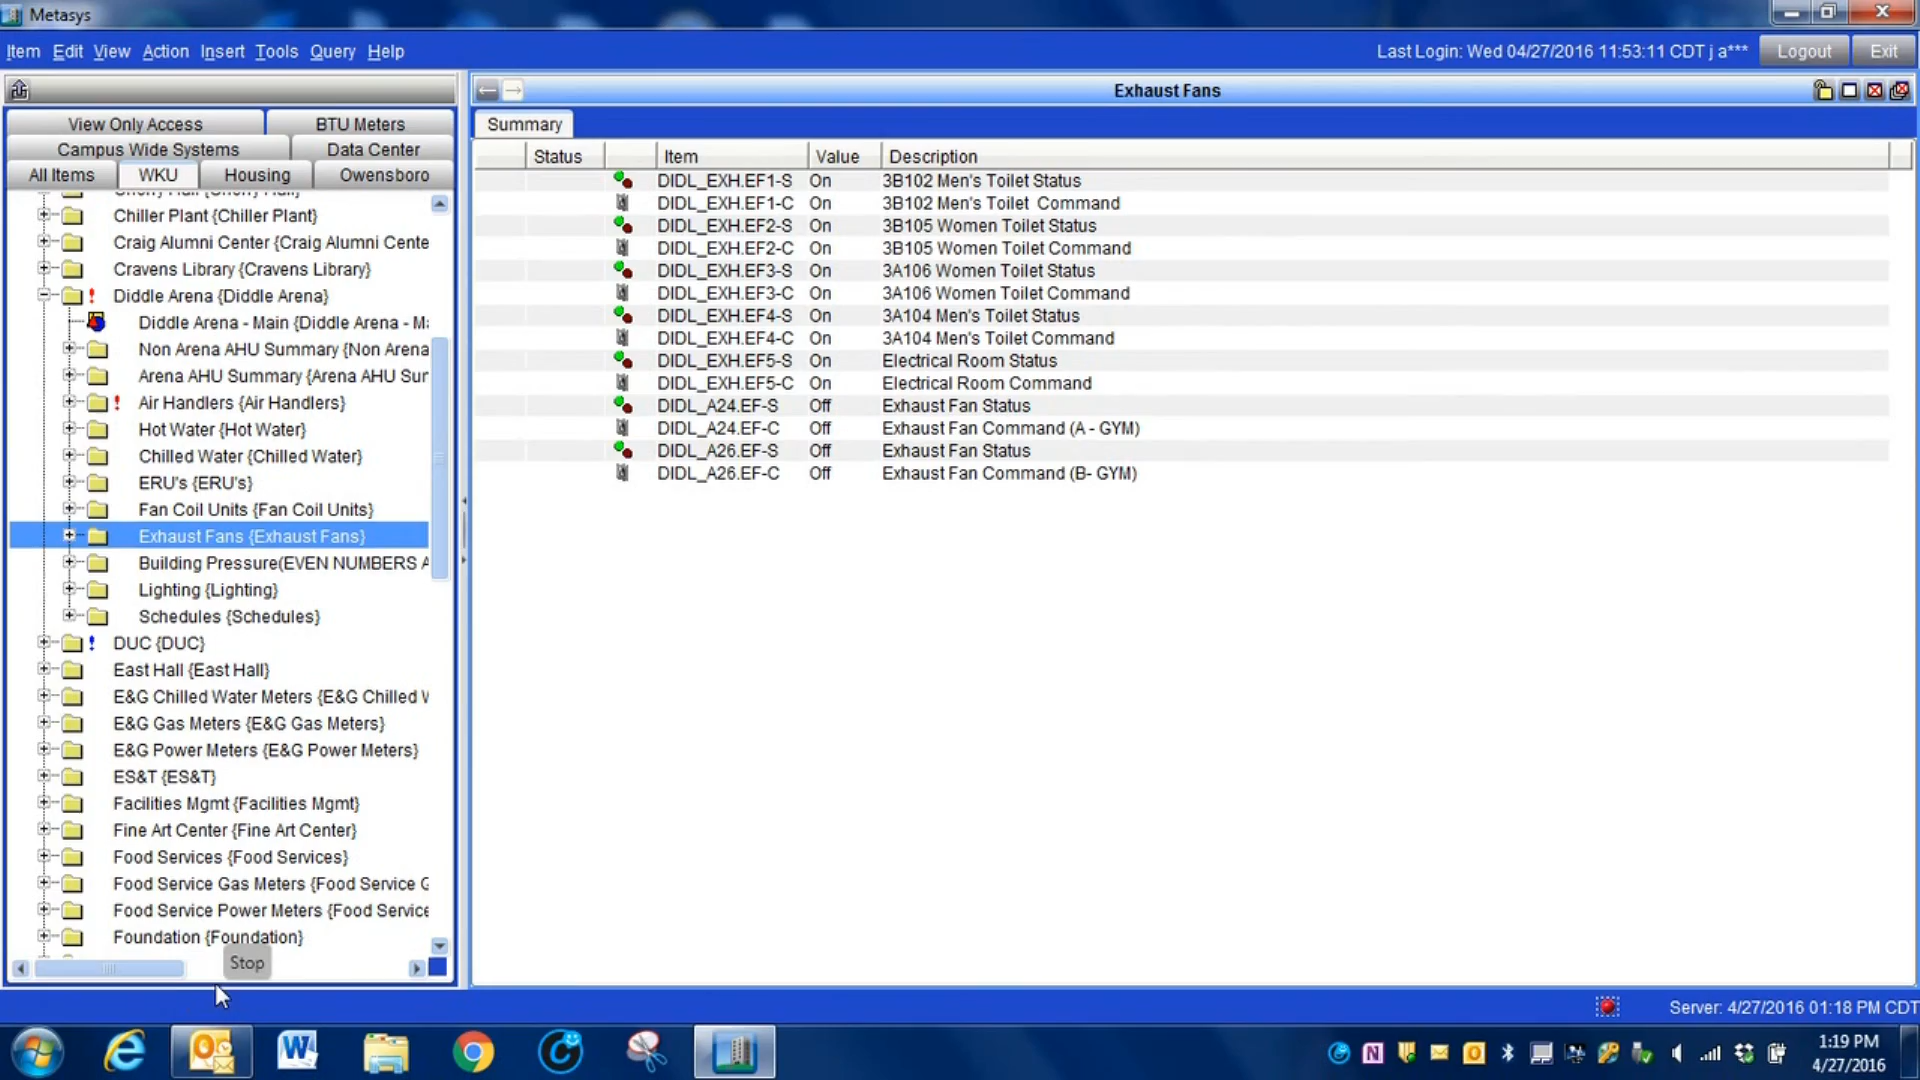 Metasys
Item Edit View Action Insert Tools Query Help
Last Login: Wed 04/27/2016 11:53:11 CDT j a*** Logout Exit
Exhaust Fans
View Only Access BTU Meters
Campus Wide Systems Data Center
All Items WKU Housing Owensboro
Chiller Plant {Chiller Plant}
Craig Alumni Center {Craig Alumni Cente
Cravens Library {Cravens Library}
Diddle Arena {Diddle Arena}
Diddle Arena - Main {Diddle Arena - Ma
Non Arena AHU Summary {Non Arena
Arena AHU Summary {Arena AHU Sur
Air Handlers {Air Handlers}
Hot Water {Hot Water}
Chilled Water {Chilled Water}
ERU's {ERU's}
Fan Coil Units {Fan Coil Units}
Exhaust Fans {Exhaust Fans}
Building Pressure(EVEN NUMBERS A
Lighting {Lighting}
Schedules {Schedules}
DUC {DUC}
East Hall {East Hall}
E&G Chilled Water Meters {E&G Chilled V
E&G Gas Meters {E&G Gas Meters}
E&G Power Meters {E&G Power Meters}
ES&T {ES&T}
Facilities Mgmt {Facilities Mgmt}
Fine Art Center {Fine Art Center}
Food Services {Food Services}
Food Service Gas Meters {Food Service G
Food Service Power Meters {Food Service
Foundation {Foundation}
Stop
Summary
Status Item Value Description
DIDL_EXH.EF1-S On 3B102 Men's Toilet Status
DIDL_EXH.EF1-C On 3B102 Men's Toilet Command
DIDL_EXH.EF2-S On 3B105 Women Toilet Status
DIDL_EXH.EF2-C On 3B105 Women Toilet Command
DIDL_EXH.EF3-S On 3A106 Women Toilet Status
DIDL_EXH.EF3-C On 3A106 Women Toilet Command
DIDL_EXH.EF4-S On 3A104 Men's Toilet Status
DIDL_EXH.EF4-C On 3A104 Men's Toilet Command
DIDL_EXH.EF5-S On Electrical Room Status
DIDL_EXH.EF5-C On Electrical Room Command
DIDL_A24.EF-S Off Exhaust Fan Status
DIDL_A24.EF-C Off Exhaust Fan Command (A - GYM)
DIDL_A26.EF-S Off Exhaust Fan Status
DIDL_A26.EF-C Off Exhaust Fan Command (B- GYM)
Server: 4/27/2016 01:18 PM CDT
1:19 PM
4/27/2016